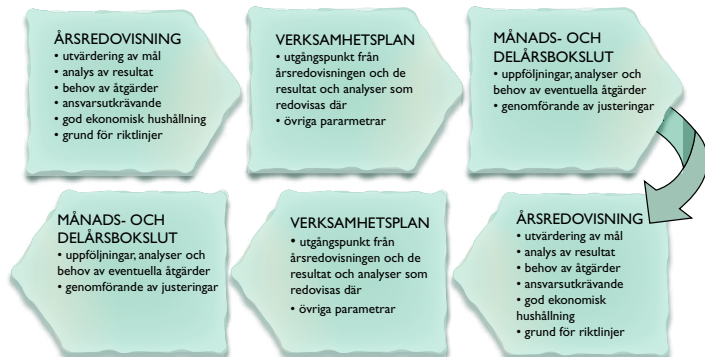 ÅRSREDOVISNING
• utvärdering av mål
• analys av resultat
• behov av åtgärder
• ansvarsutkrävande
• god ekonomisk hushållning
• grund för riktlinjer
VERKSAMHETSPLAN
• utgångspunkt från
årsredovisningen och de
resultat och analyser som
redovisas där
• övriga pararmetrar
MÅNADS- OCH
DELÅRSBOKSLUT
• uppföljningar, analyser och
behov av eventuella åtgärder
• genomförande av justeringar
ÅRSREDOVISNING
• utvärdering av mål
• analys av resultat
• behov av åtgärder
• ansvarsutkrävande
• god ekonomisk
hushållning
• grund för riktlinjer
VERKSAMHETSPLAN
• utgångspunkt från
årsredovisningen och de
resultat och analyser som
redovisas där
• övriga parametrar
MÅNADS- OCH
DELÅRSBOKSLUT
• uppföljningar, analyser och
behov av eventuella åtgärder
• genomförande av justeringar